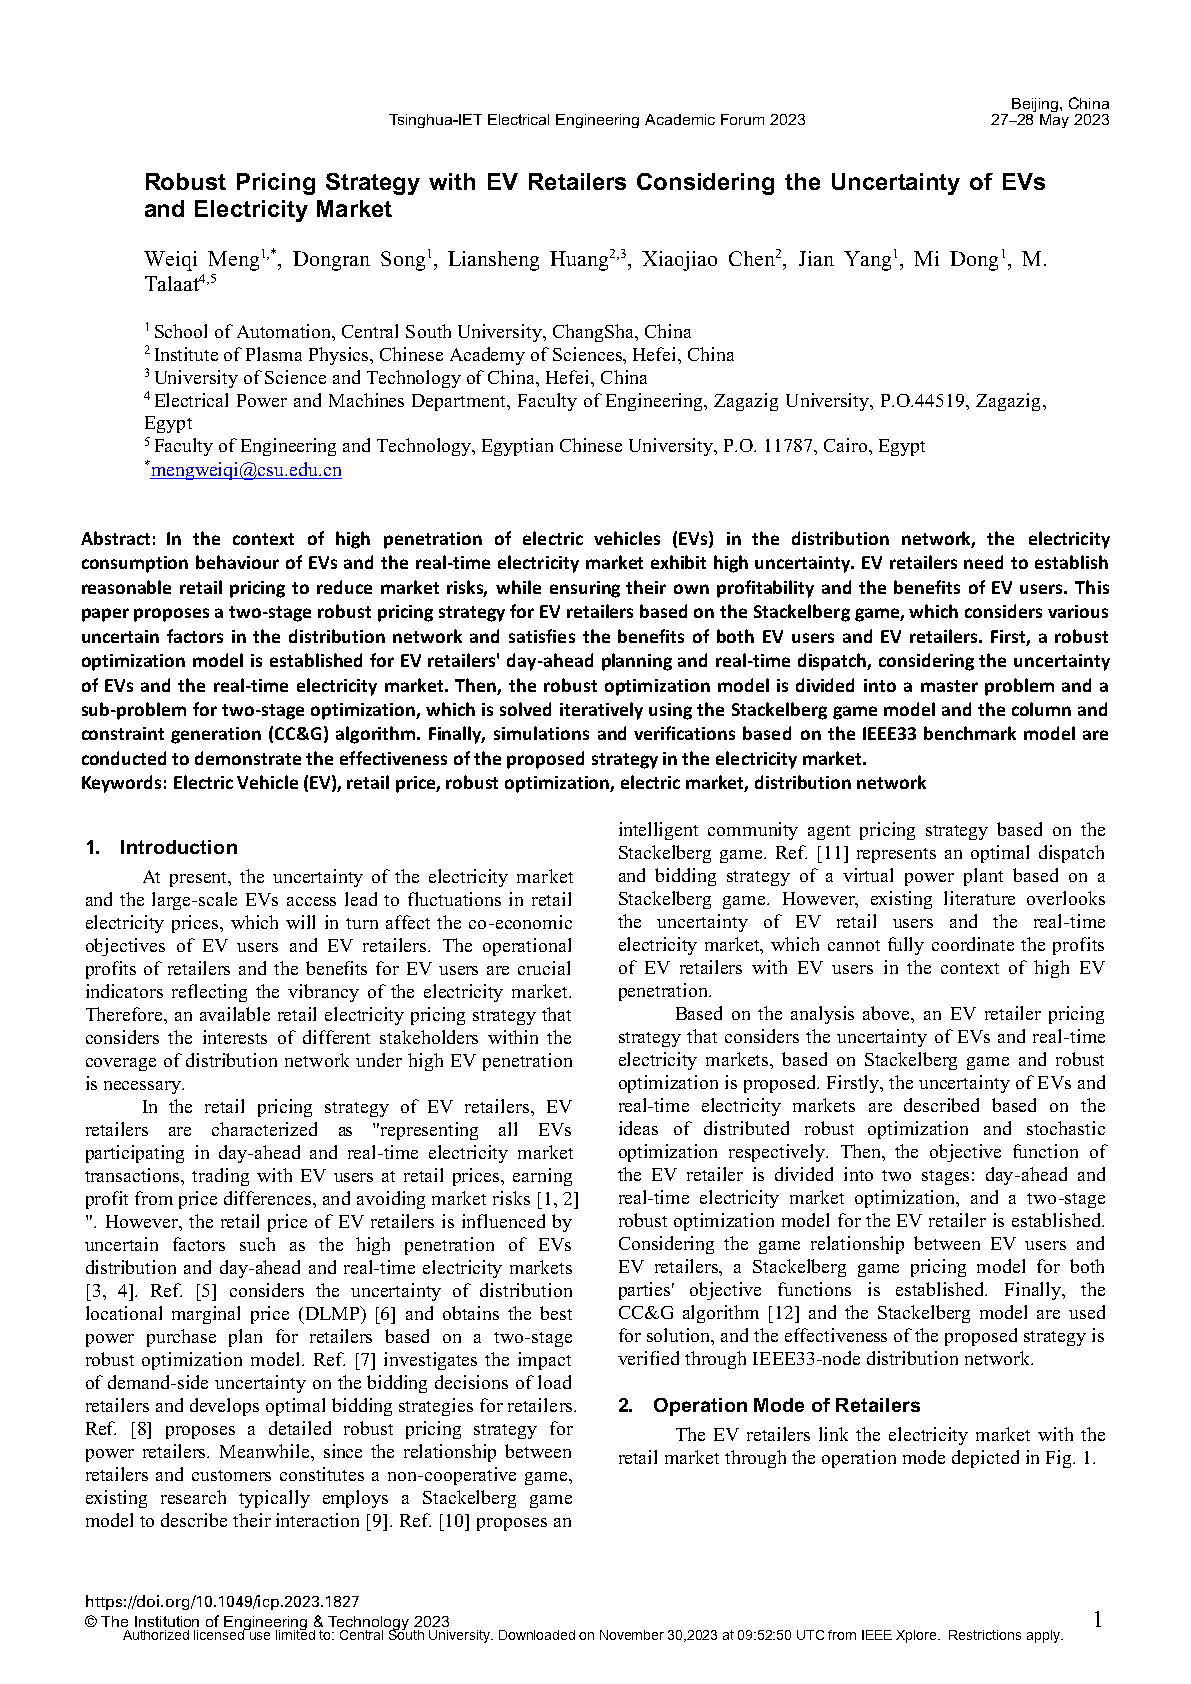 Beijing, China
Tsinghua-IET Electrical Engineering Academic Forum 2023 27–28 May 2023
Robust Pricing Strategy with EV Retailers Considering the Uncertainty of EVs
and Electricity Market
Weiqi Meng1,*, Dongran Song1, Liansheng Huang2,3, Xiaojiao Chen2, Jian Yang1, Mi Dong1, M.
Talaat4,5
1 School of Automation, Central South University, ChangSha, China
2 Institute of Plasma Physics, Chinese Academy of Sciences, Hefei, China
3 University of Science and Technology of China, Hefei, China
4 Electrical Power and Machines Department, Faculty of Engineering, Zagazig University, P.O.44519, Zagazig,
Egypt
5 Faculty of Engineering and Technology, Egyptian Chinese University, P.O. 11787, Cairo, Egypt
*mengweiqi@csu.edu.cn
Abstract: In the context of high penetration of electric vehicles (EVs) in the distribution network, the electricity
consumption behaviour of EVs and the real-time electricity market exhibit high uncertainty. EV retailers need to establish
reasonable retail pricing to reduce market risks, while ensuring their own profitability and the benefits of EV users. This
paper proposes a two-stage robust pricing strategy for EV retailers based on the Stackelberg game, which considers various
uncertain factors in the distribution network and satisfies the benefits of both EV users and EV retailers. First, a robust
optimization model is established for EV retailers' day-ahead planning and real-time dispatch, considering the uncertainty
of EVs and the real-time electricity market. Then, the robust optimization model is divided into a master problem and a
sub-problem for two-stage optimization, which is solved iteratively using the Stackelberg game model and the column and
constraint generation (CC&G) algorithm. Finally, simulations and verifications based on the IEEE33 benchmark model are
conducted to demonstrate the effectiveness of the proposed strategy in the electricity market.
Keywords: Electric Vehicle (EV), retail price, robust optimization, electric market, distribution network
1. Introduction
At present, the uncertainty of the electricity market
and the large-scale EVs access lead to fluctuations in retail
electricity prices, which will in turn affect the co-economic
objectives of EV users and EV retailers. The operational
profits of retailers and the benefits for EV users are crucial
indicators reflecting the vibrancy of the electricity market.
Therefore, an available retail electricity pricing strategy that
considers the interests of different stakeholders within the
coverage of distribution network under high EV penetration
is necessary.
In the retail pricing strategy of EV retailers, EV
retailers are characterized as "representing all EVs
participating in day-ahead and real-time electricity market
transactions, trading with EV users at retail prices, earning
profit from price differences, and avoiding market risks [1, 2]
". However, the retail price of EV retailers is influenced by
uncertain factors such as the high penetration of EVs
distribution and day-ahead and real-time electricity markets
[3, 4]. Ref. [5] considers the uncertainty of distribution
locational marginal price (DLMP) [6] and obtains the best
power purchase plan for retailers based on a two-stage
robust optimization model. Ref. [7] investigates the impact
of demand-side uncertainty on the bidding decisions of load
retailers and develops optimal bidding strategies for retailers.
Ref. [8] proposes a detailed robust pricing strategy for
power retailers. Meanwhile, since the relationship between
retailers and customers constitutes a non-cooperative game,
existing research typically employs a Stackelberg game
model to describe their interaction [9]. Ref. [10] proposes an
intelligent community agent pricing strategy based on the
Stackelberg game. Ref. [11] represents an optimal dispatch
and bidding strategy of a virtual power plant based on a
Stackelberg game. However, existing literature overlooks
the uncertainty of EV retail users and the real-time
electricity market, which cannot fully coordinate the profits
of EV retailers with EV users in the context of high EV
penetration.
Based on the analysis above, an EV retailer pricing
strategy that considers the uncertainty of EVs and real-time
electricity markets, based on Stackelberg game and robust
optimization is proposed. Firstly, the uncertainty of EVs and
real-time electricity markets are described based on the
ideas of distributed robust optimization and stochastic
optimization respectively. Then, the objective function of
the EV retailer is divided into two stages: day-ahead and
real-time electricity market optimization, and a two-stage
robust optimization model for the EV retailer is established.
Considering the game relationship between EV users and
EV retailers, a Stackelberg game pricing model for both
parties' objective functions is established. Finally, the
CC&G algorithm [12] and the Stackelberg model are used
for solution, and the effectiveness of the proposed strategy is
verified through IEEE33-node distribution network.
2. Operation Mode of Retailers
The EV retailers link the electricity market with the
retail market through the operation mode depicted in Fig. 1.
https://doi.org/10.1049/icp.2023.1827
© The Institution of Engineering & Technology 2023
1
Authorized licensed use limited to: Central South University. Downloaded on November 30,2023 at 09:52:50 UTC from IEEE Xplore. Restrictions apply.